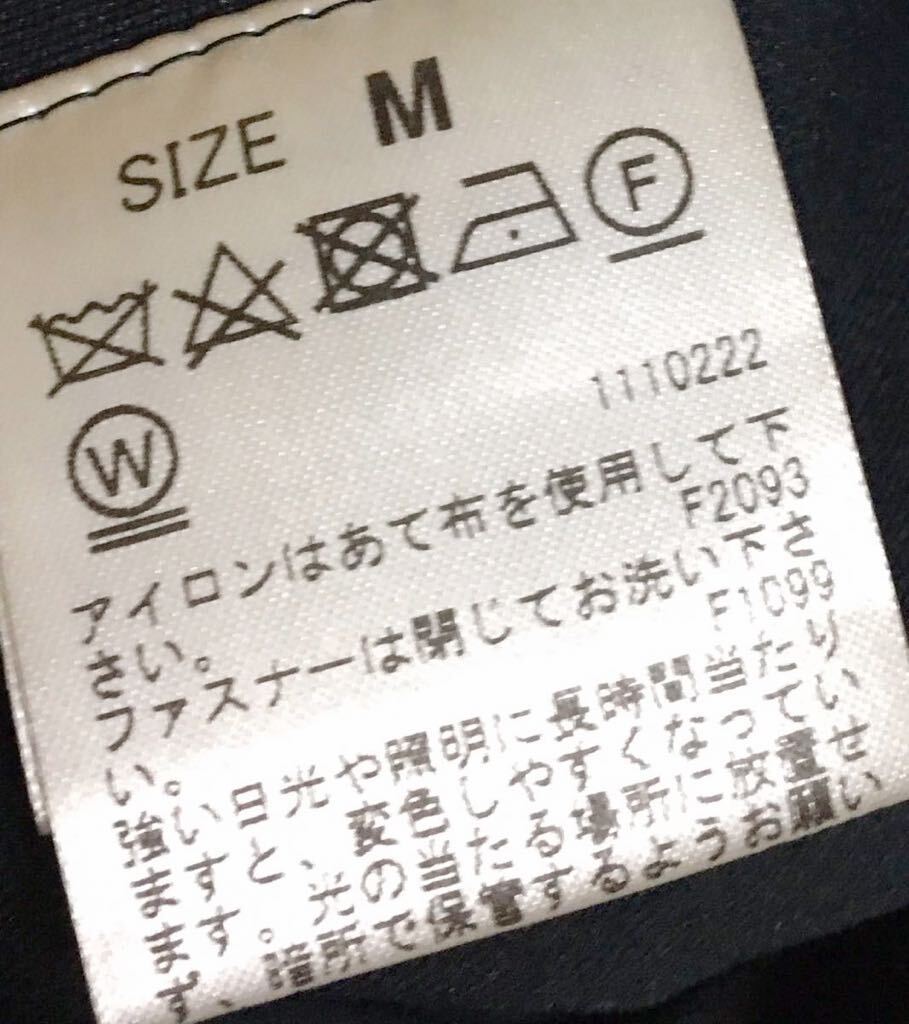 SIZE M
F
1110222
W
アイロンはあて布を使用して下
F2093
さい。
ファスナーは閉じてお洗い下さ
F1099
い。
強い日光や照明に長時間当たり
ますと、変色しやすくなってい
ます。光の当たる場所に放置せ
ず、暗所で保管するようお願い